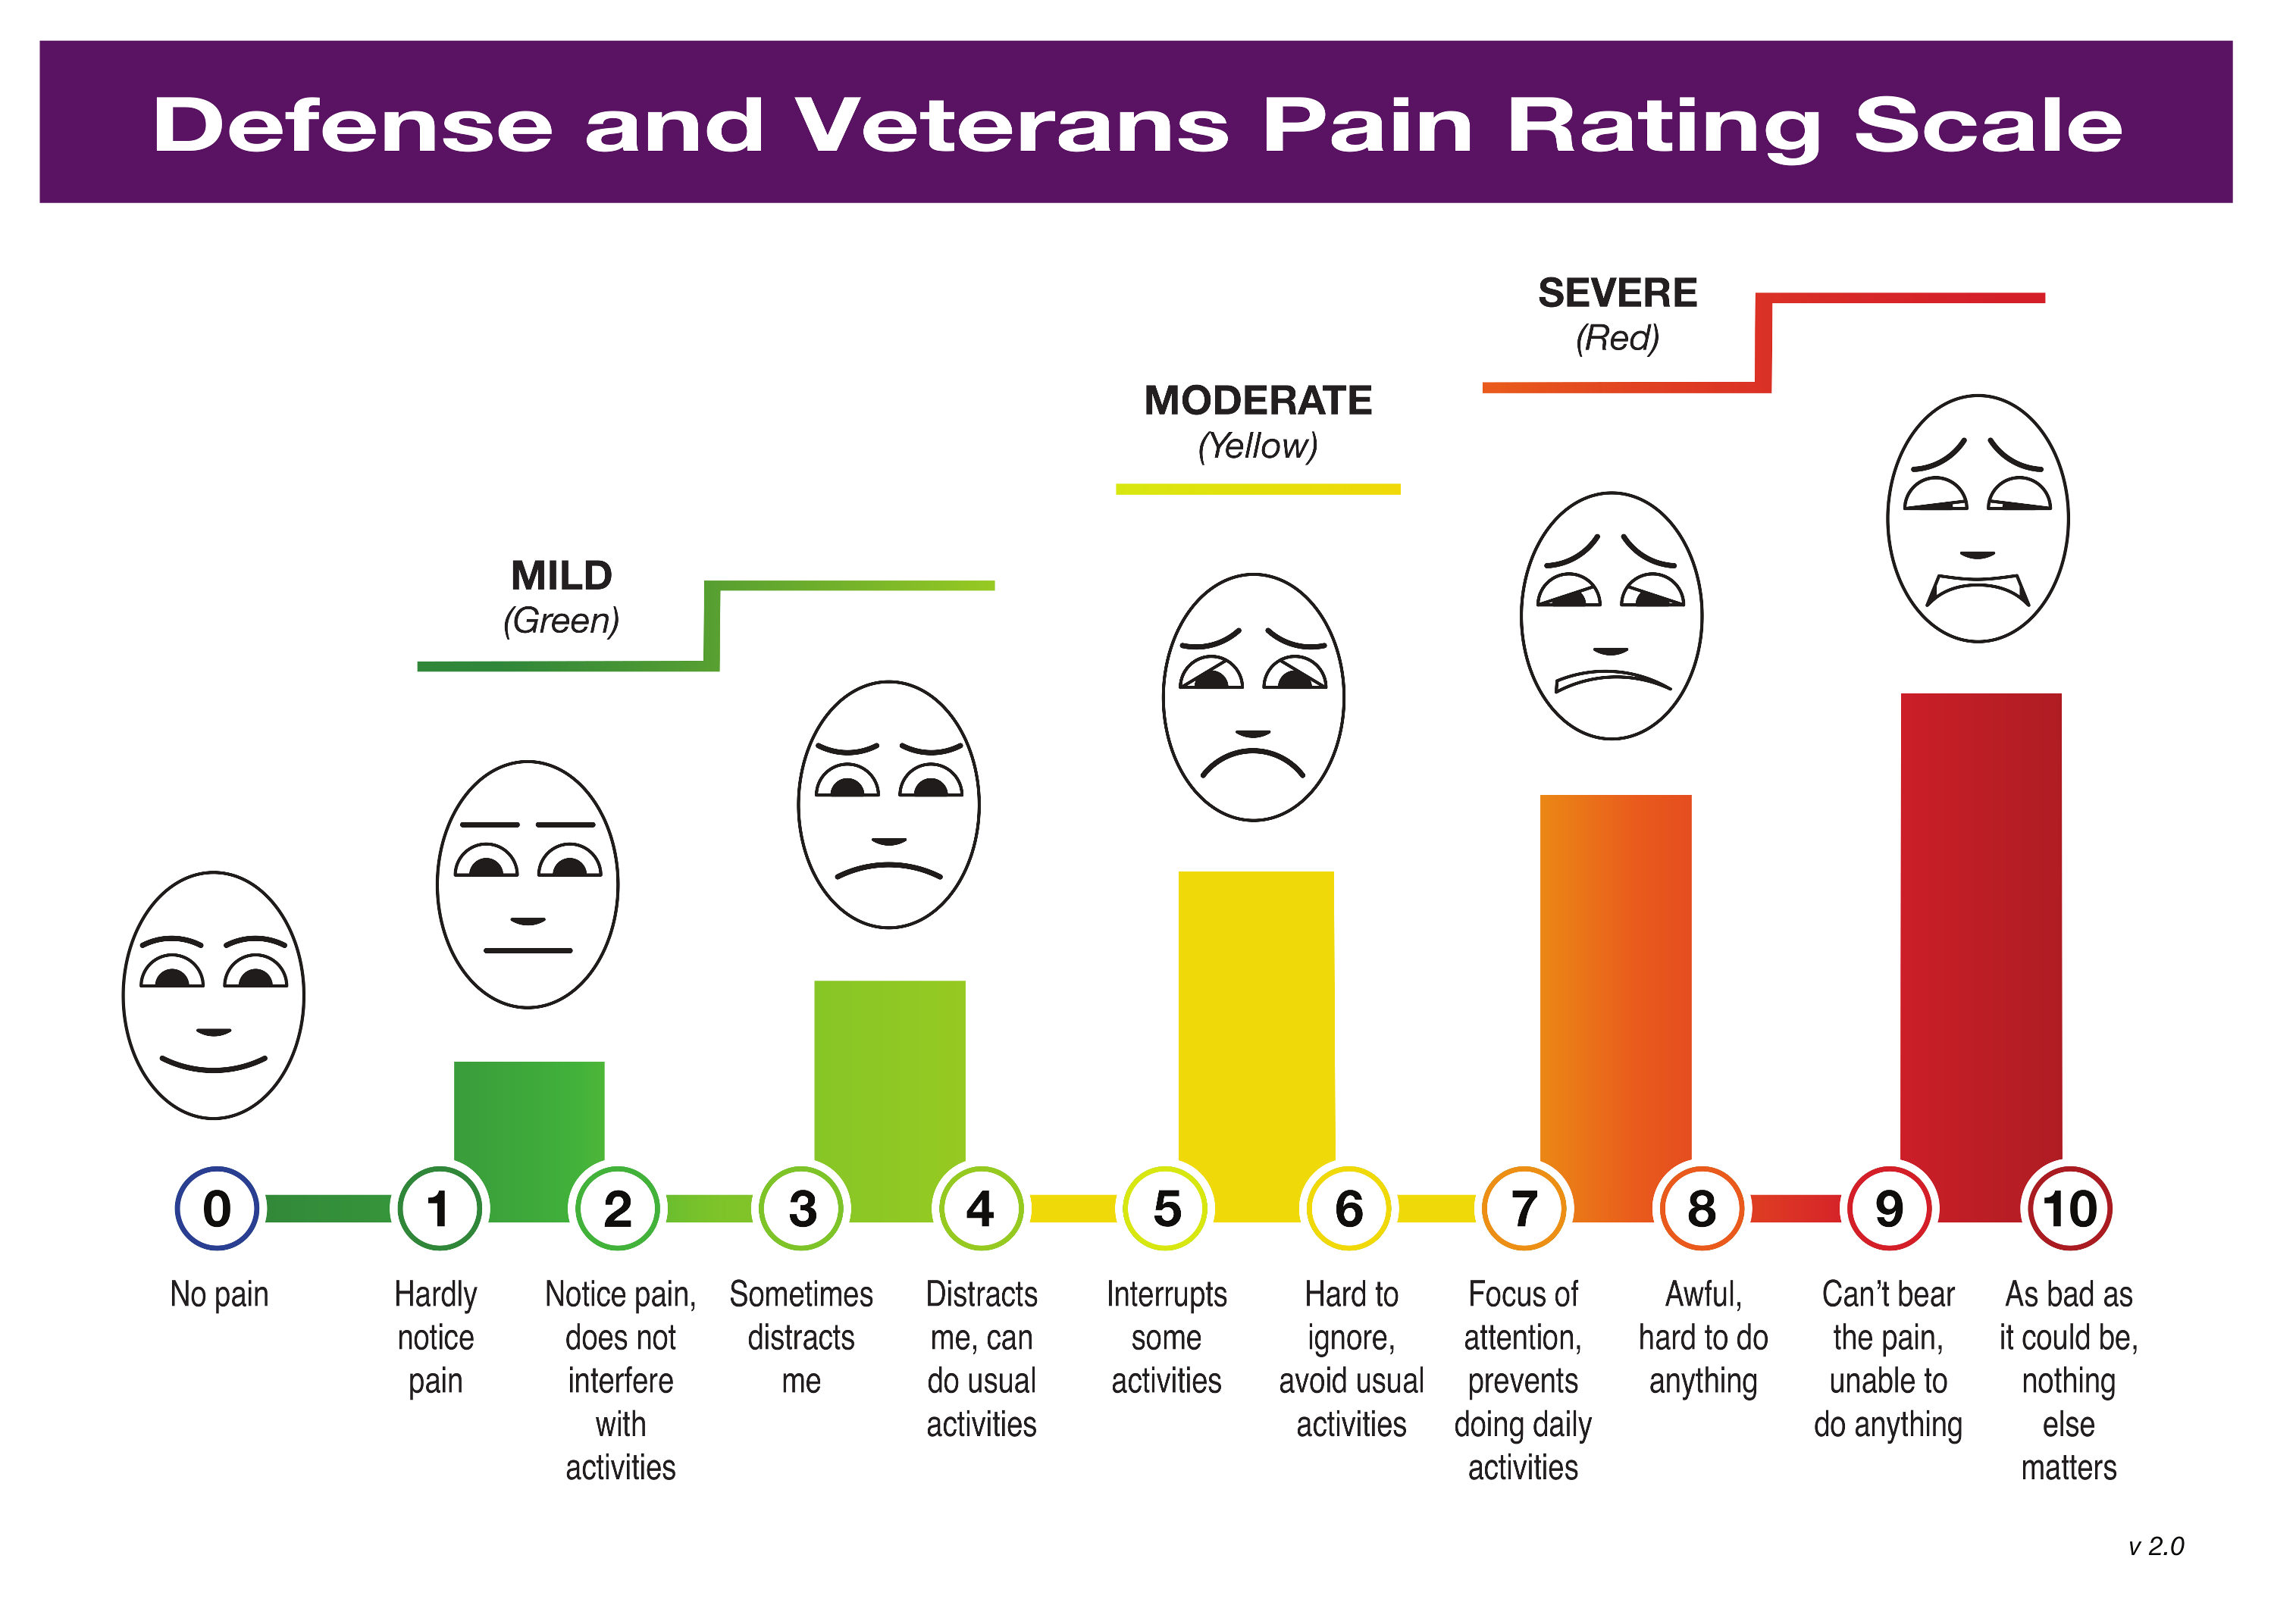 Defense and Veterans Pain Rating Scale
SEVERE
(Red)
MODERATE
(Yellow)
MILD
(Green)
0
1
2
3
4
5
6
7
8
9
10
No pain
Hardly
notice
pain
Notice pain,
does not
interfere
with
activities
Sometimes
distracts
me
Distracts
me, can
do usual
activities
Interrupts
some
activities
Hard to
ignore,
avoid usual
activities
Focus of
attention,
prevents
doing daily
activities
Awful,
hard to do
anything
Can’t bear
the pain,
unable to
do anything
As bad as
it could be,
nothing
else
matters
v 2.0